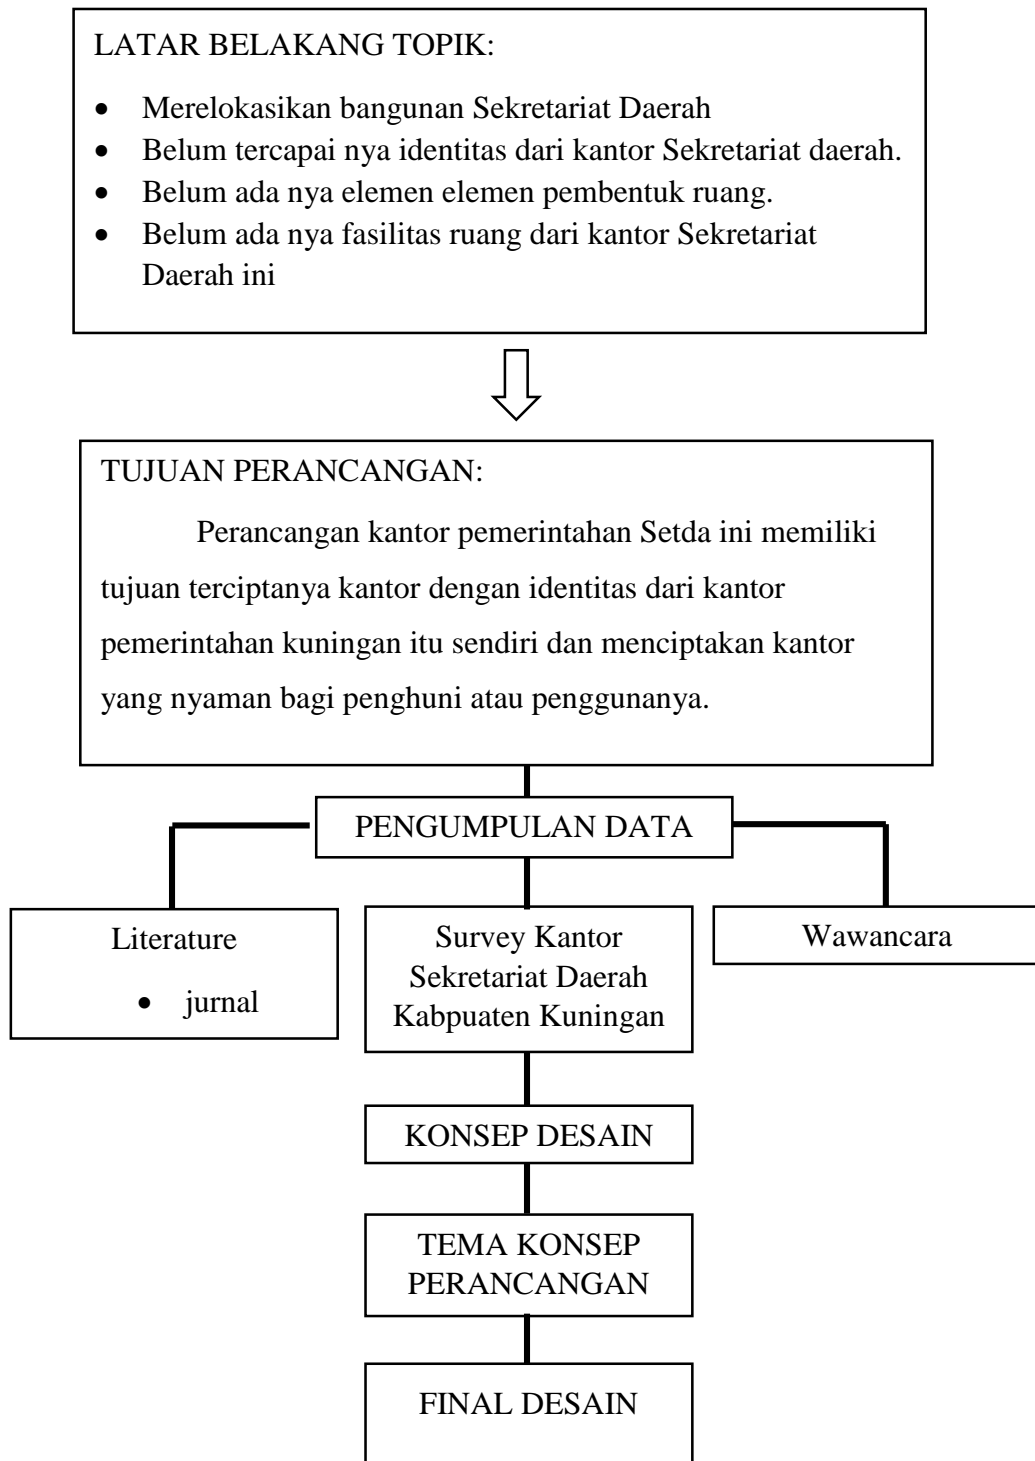 LATAR BELAKANG TOPIK:
• Merelokasikan bangunan Sekretariat Daerah
• Belum tercapai nya identitas dari kantor Sekretariat daerah.
• Belum ada nya elemen elemen pembentuk ruang.
• Belum ada nya fasilitas ruang dari kantor Sekretariat
Daerah ini
TUJUAN PERANCANGAN:
Perancangan kantor pemerintahan Setda ini memiliki
tujuan terciptanya kantor dengan identitas dari kantor
pemerintahan kuningan itu sendiri dan menciptakan kantor
yang nyaman bagi penghuni atau penggunanya.
PENGUMPULAN DATA
Literature
• jurnal
Survey Kantor
Sekretariat Daerah
Kabpuaten Kuningan
Wawancara
KONSEP DESAIN
TEMA KONSEP
PERANCANGAN
FINAL DESAIN